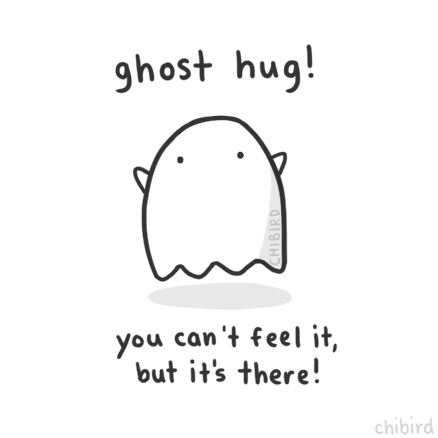 ghost hug!
CHIBIRD
you can't feel it,
but it's there!
chibird